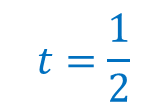 t = 1/2